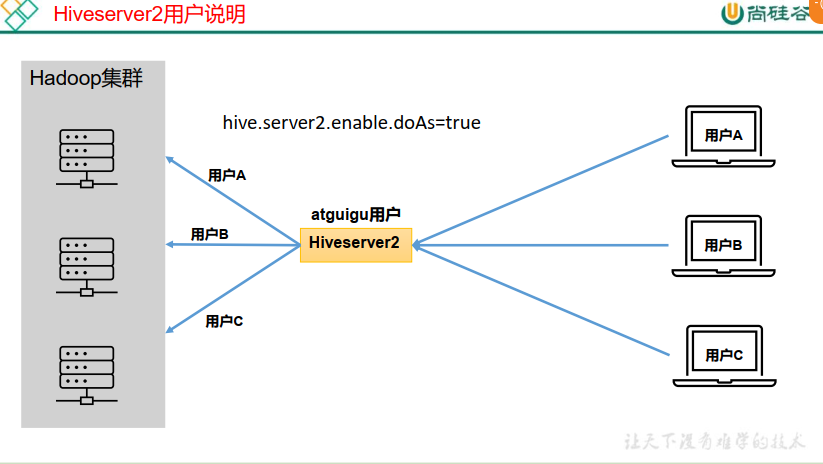 Hiveserver2用户说明
尚硅谷
Hadoop集群
hive.server2.enable.doAs=true
用户A
用户A
atguigu用户
用户B
Hiveserver2
用户B
用户C
用户C
让天下没有难学的技术